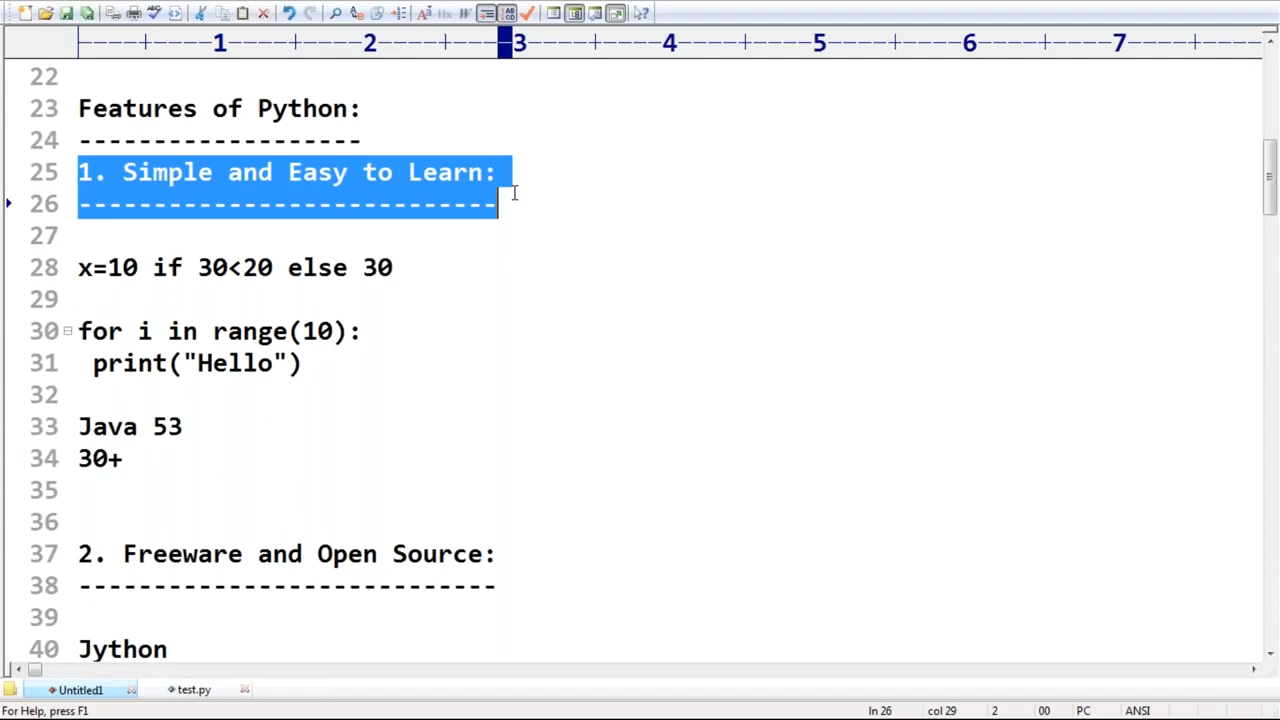 1 2 3 4 5 6 7
22
23 Features of Python:
24 -------------------
25 1. Simple and Easy to Learn:
26 ----------------------------
27
28 x=10 if 30<20 else 30
29
30 for i in range(10):
31  print("Hello")
32
33 Java 53
34 30+
35
36
37 2. Freeware and Open Source:
38 ----------------------------
39
40 Jython
Untitled1 test.py
For Help, press F1 ln 26 col 29 2 00 PC ANSI